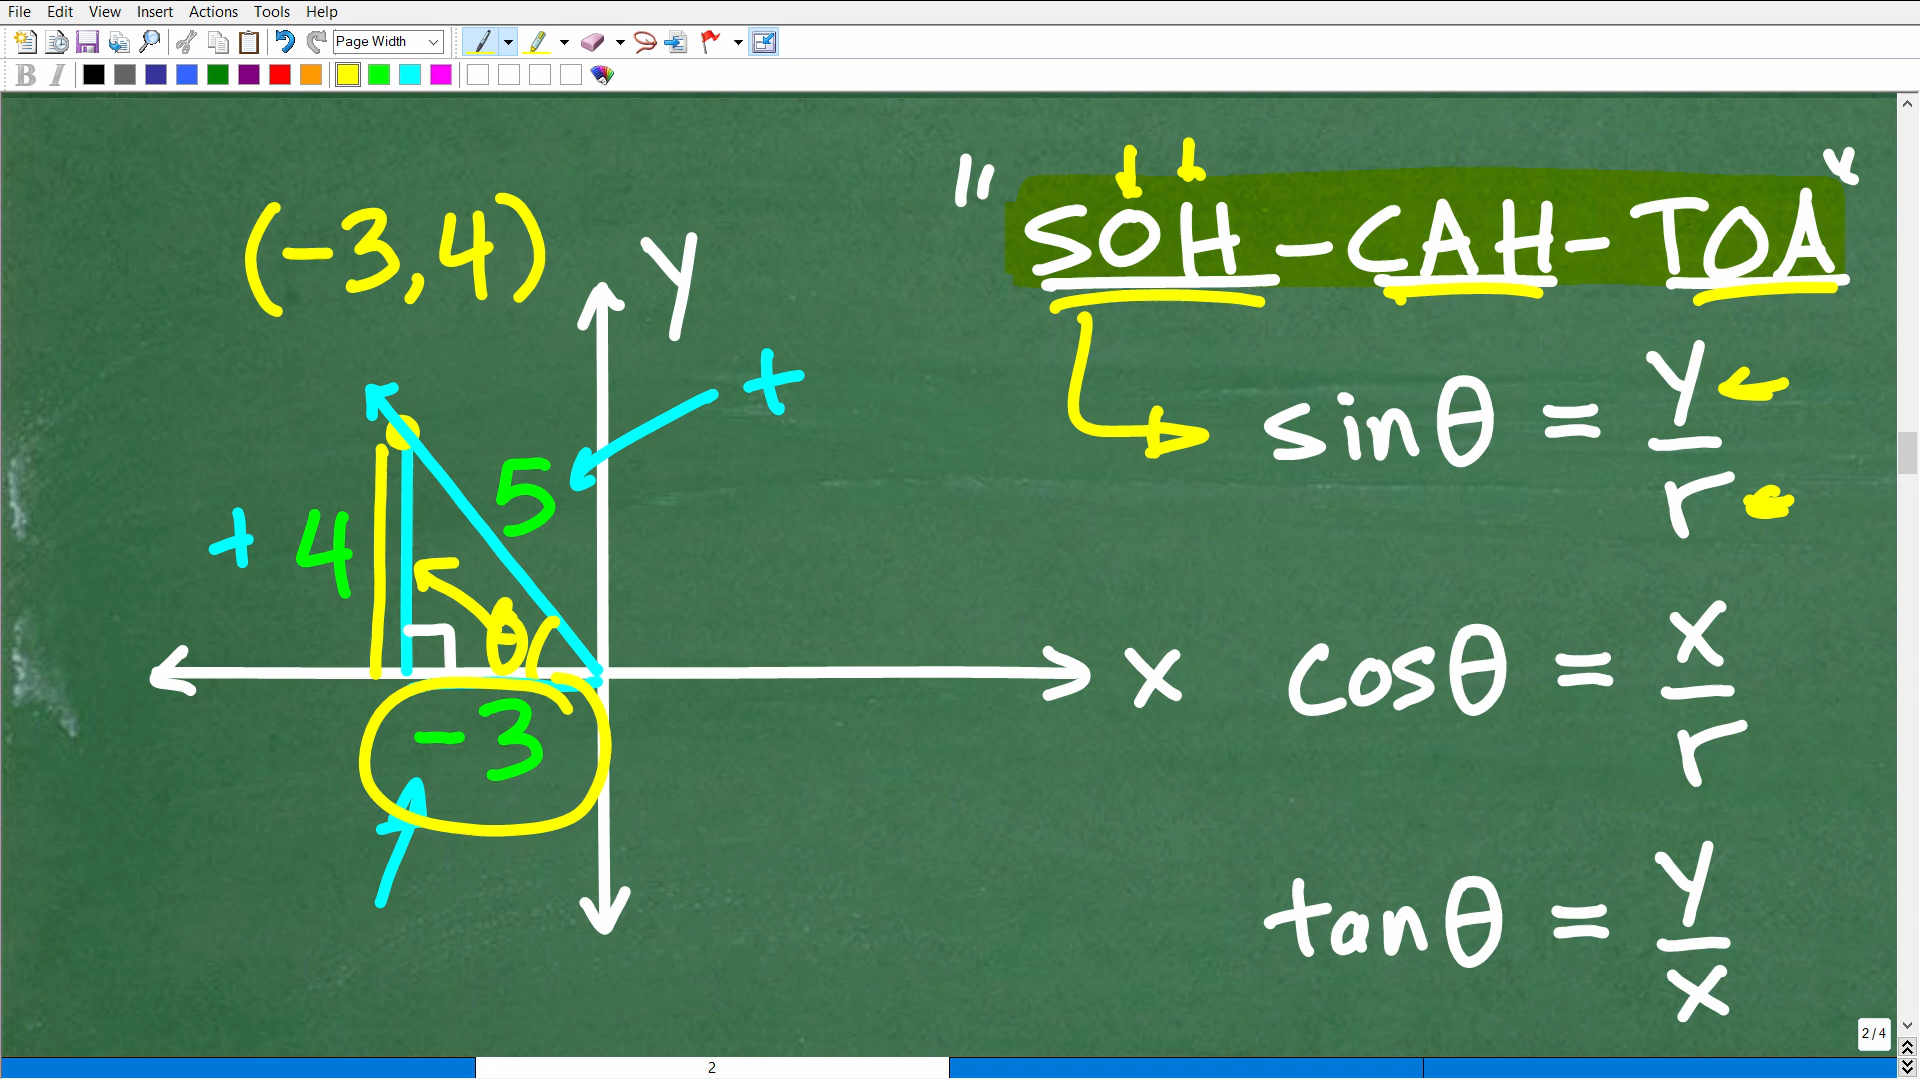 File Edit View Insert Actions Tools Help
Page Width
B I
(-3,4)
y
+
+ 4
5
θ
-3
x
"SOH-CAH-TOA"
sinθ = y/r
cosθ = x/r
tanθ = y/x
2/4
2